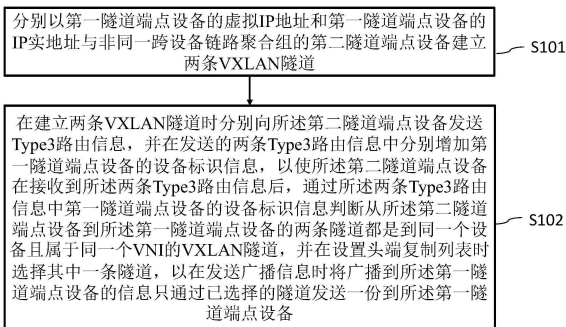 分别以第一隧道端点设备的虚拟IP地址和第一隧道端点设备的
IP实地址与非同一跨设备链路聚合组的第二隧道端点设备建立
两条VXLAN隧道
S101
在建立两条VXLAN隧道时分别向所述第二隧道端点设备发送
Type3路由信息，并在发送的两条Type3路由信息中分别增加第
一隧道端点设备的设备标识信息，以使所述第二隧道端点设备
在接收到所述两条Type3路由信息后，通过所述两条Type3路由
信息中第一隧道端点设备的设备标识信息判断从所述第二隧道
端点设备到所述第一隧道端点设备的两条隧道都是到同一个设
备且属于同一个VNI的VXLAN隧道，并在设置头端复制列表时
选择其中一条隧道，以在发送广播信息时将广播到所述第一隧
道端点设备的信息只通过已选择的隧道发送一份到所述第一隧
道端点设备
S102